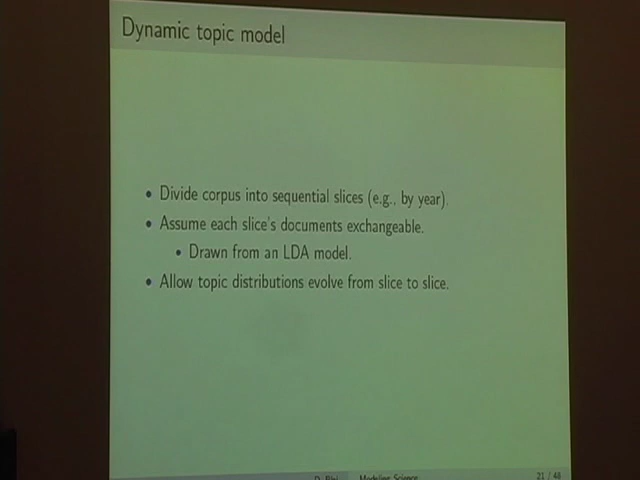 Dynamic topic model
• Divide corpus into sequential slices (e.g., by year).
• Assume each slice's documents exchangeable.
• Drawn from an LDA model.
• Allow topic distributions evolve from slice to slice.
Modeling Science
21 / 48